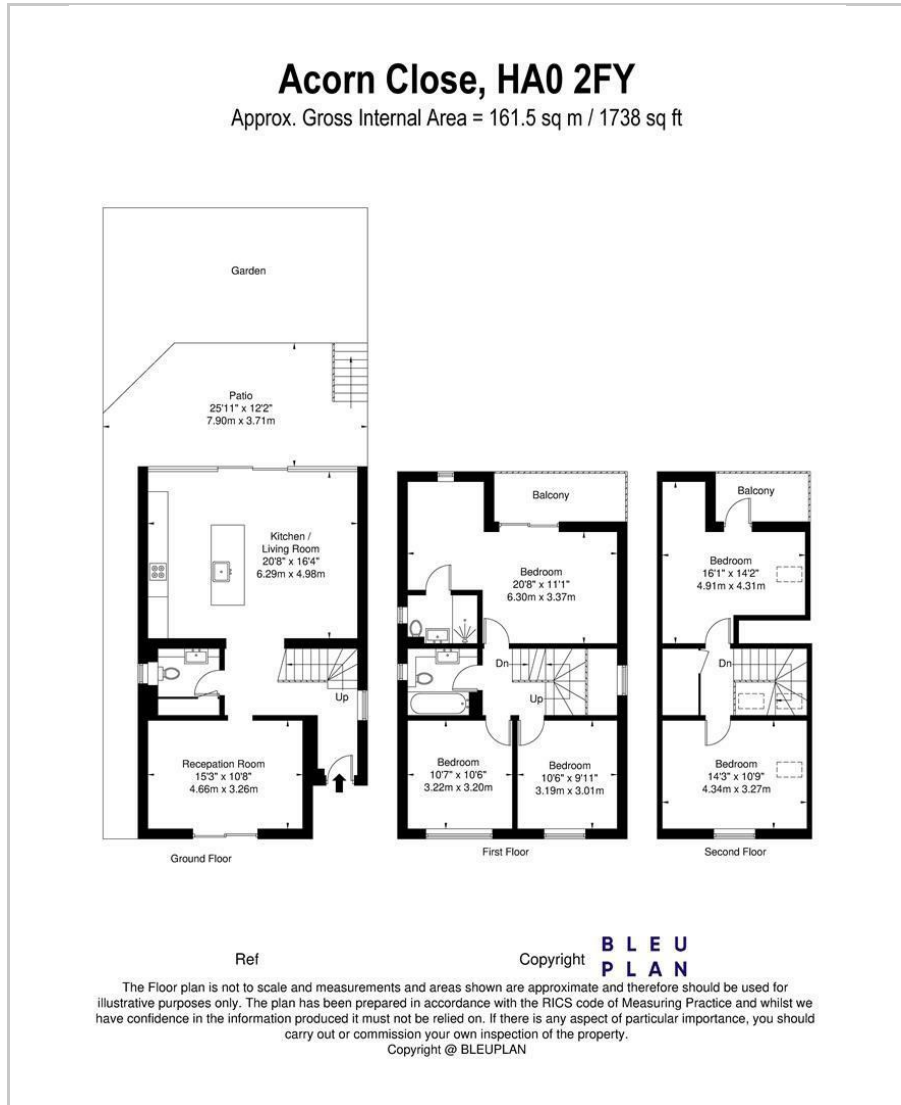 Acorn Close, HA0 2FY
Approx. Gross Internal Area = 161.5 sq m / 1738 sq ft
Garden
Patio
25'11" x 12'2"
7.90m x 3.71m
Kitchen /
Living Room
20'8" x 16'4"
6.29m x 4.98m
Up
Reception Room
15'3" x 10'8"
4.66m x 3.26m
Ground Floor
Balcony
Bedroom
20'8" x 11'1"
6.30m x 3.37m
Dn
Up
Bedroom
10'7" x 10'6"
3.22m x 3.20m
Bedroom
10'6" x 9'11"
3.19m x 3.01m
First Floor
Balcony
Bedroom
16'1" x 14'2"
4.91m x 4.31m
Dn
Bedroom
14'3" x 10'9"
4.34m x 3.27m
Second Floor
Ref
Copyright
BLEU
PLAN
The Floor plan is not to scale and measurements and areas shown are approximate and therefore should be used for
illustrative purposes only. The plan has been prepared in accordance with the RICS code of Measuring Practice and whilst we
have confidence in the information produced it must not be relied on. If there is any aspect of particular importance, you should
carry out or commission your own inspection of the property.
Copyright @ BLEUPLAN